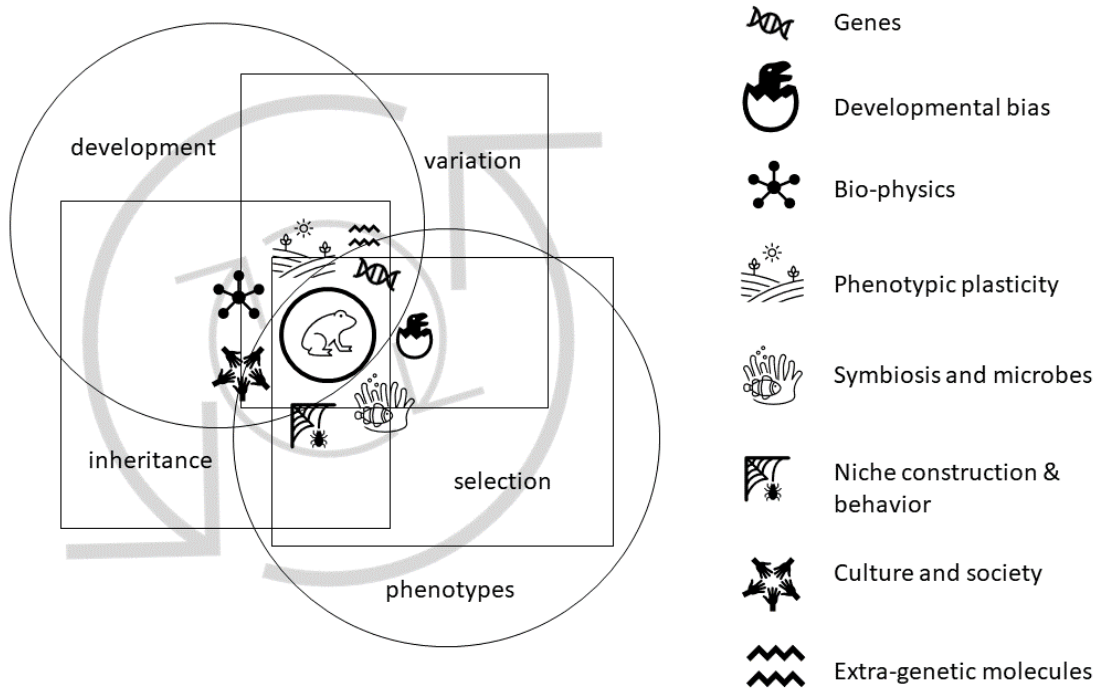 development
variation
inheritance
selection
phenotypes
Genes
Developmental bias
Bio-physics
Phenotypic plasticity
Symbiosis and microbes
Niche construction &
behavior
Culture and society
Extra-genetic molecules